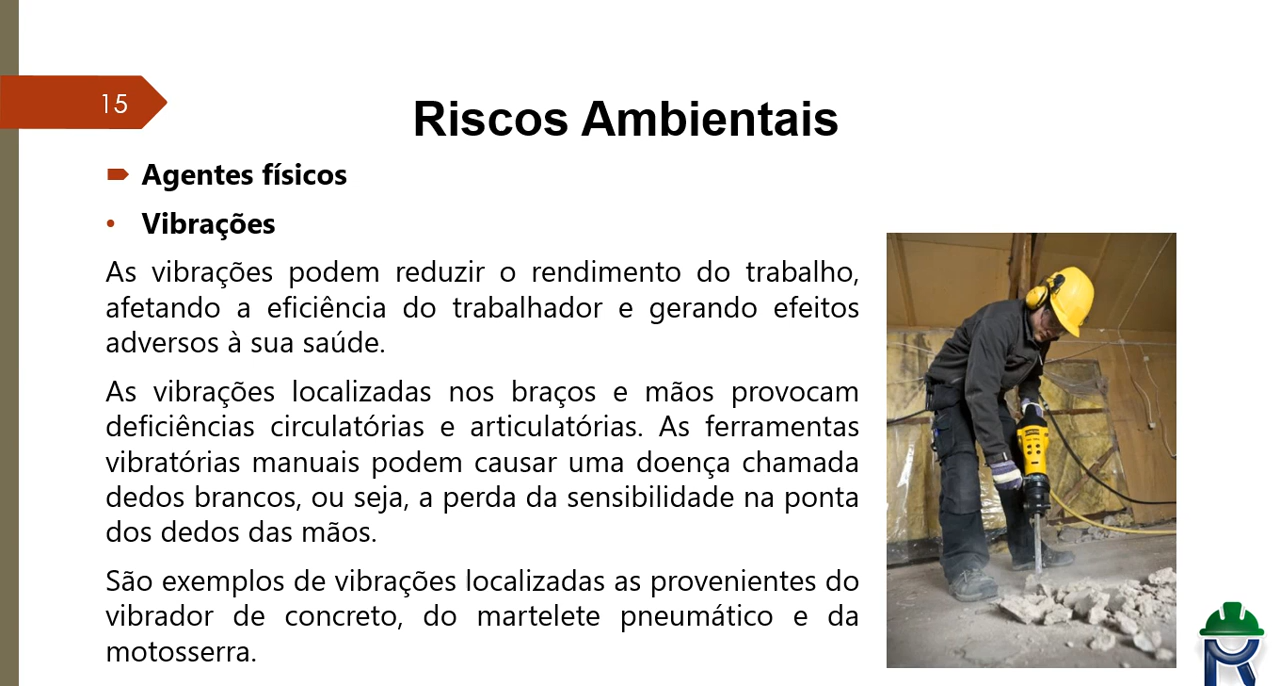 15
Riscos Ambientais
Agentes físicos
• Vibrações
As vibrações podem reduzir o rendimento do trabalho,
afetando a eficiência do trabalhador e gerando efeitos
adversos à sua saúde.
As vibrações localizadas nos braços e mãos provocam
deficiências circulatórias e articulatórias. As ferramentas
vibratórias manuais podem causar uma doença chamada
dedos brancos, ou seja, a perda da sensibilidade na ponta
dos dedos das mãos.
São exemplos de vibrações localizadas as provenientes do
vibrador de concreto, do martelete pneumático e da
motosserra.